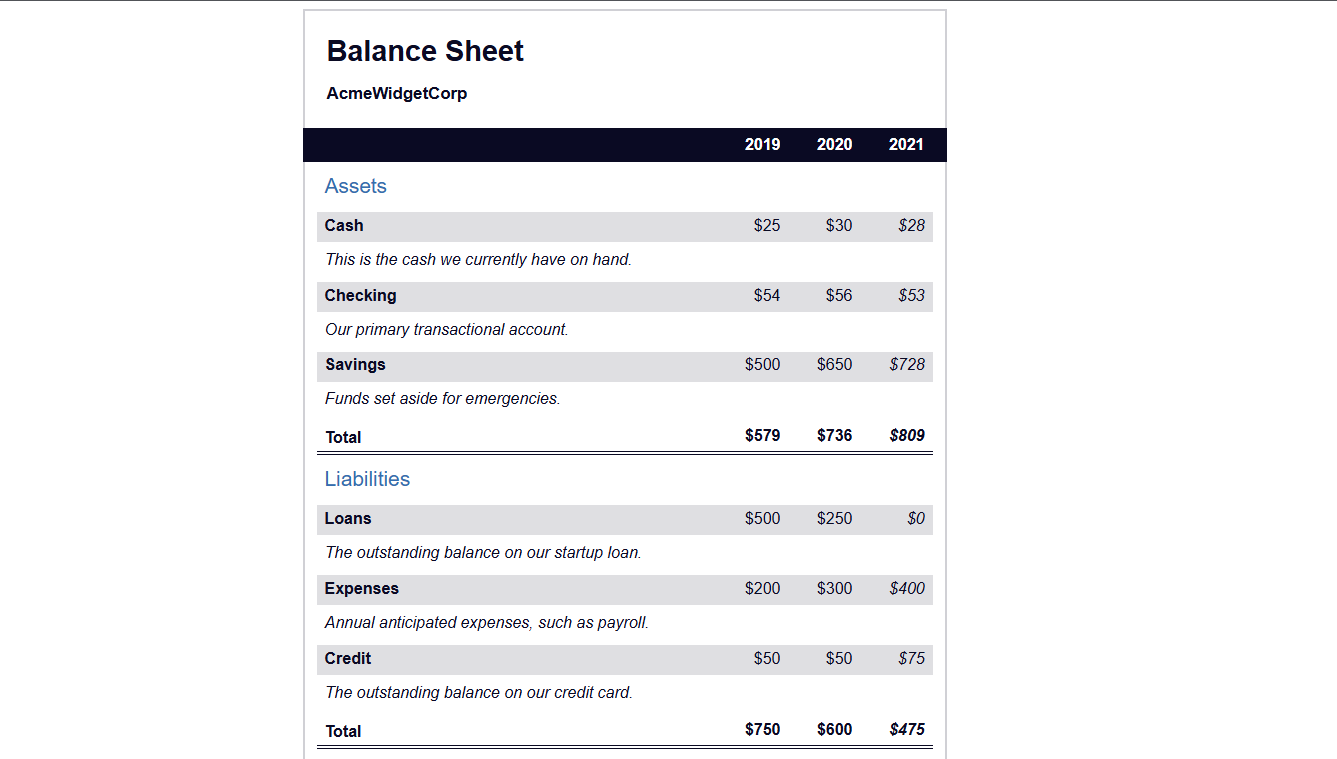 Balance Sheet
AcmeWidgetCorp
2019 2020 2021
Assets
Cash $25 $30 $28
This is the cash we currently have on hand.
Checking $54 $56 $53
Our primary transactional account.
Savings $500 $650 $728
Funds set aside for emergencies.
Total $579 $736 $809
Liabilities
Loans $500 $250 $0
The outstanding balance on our startup loan.
Expenses $200 $300 $400
Annual anticipated expenses, such as payroll.
Credit $50 $50 $75
The outstanding balance on our credit card.
Total $750 $600 $475